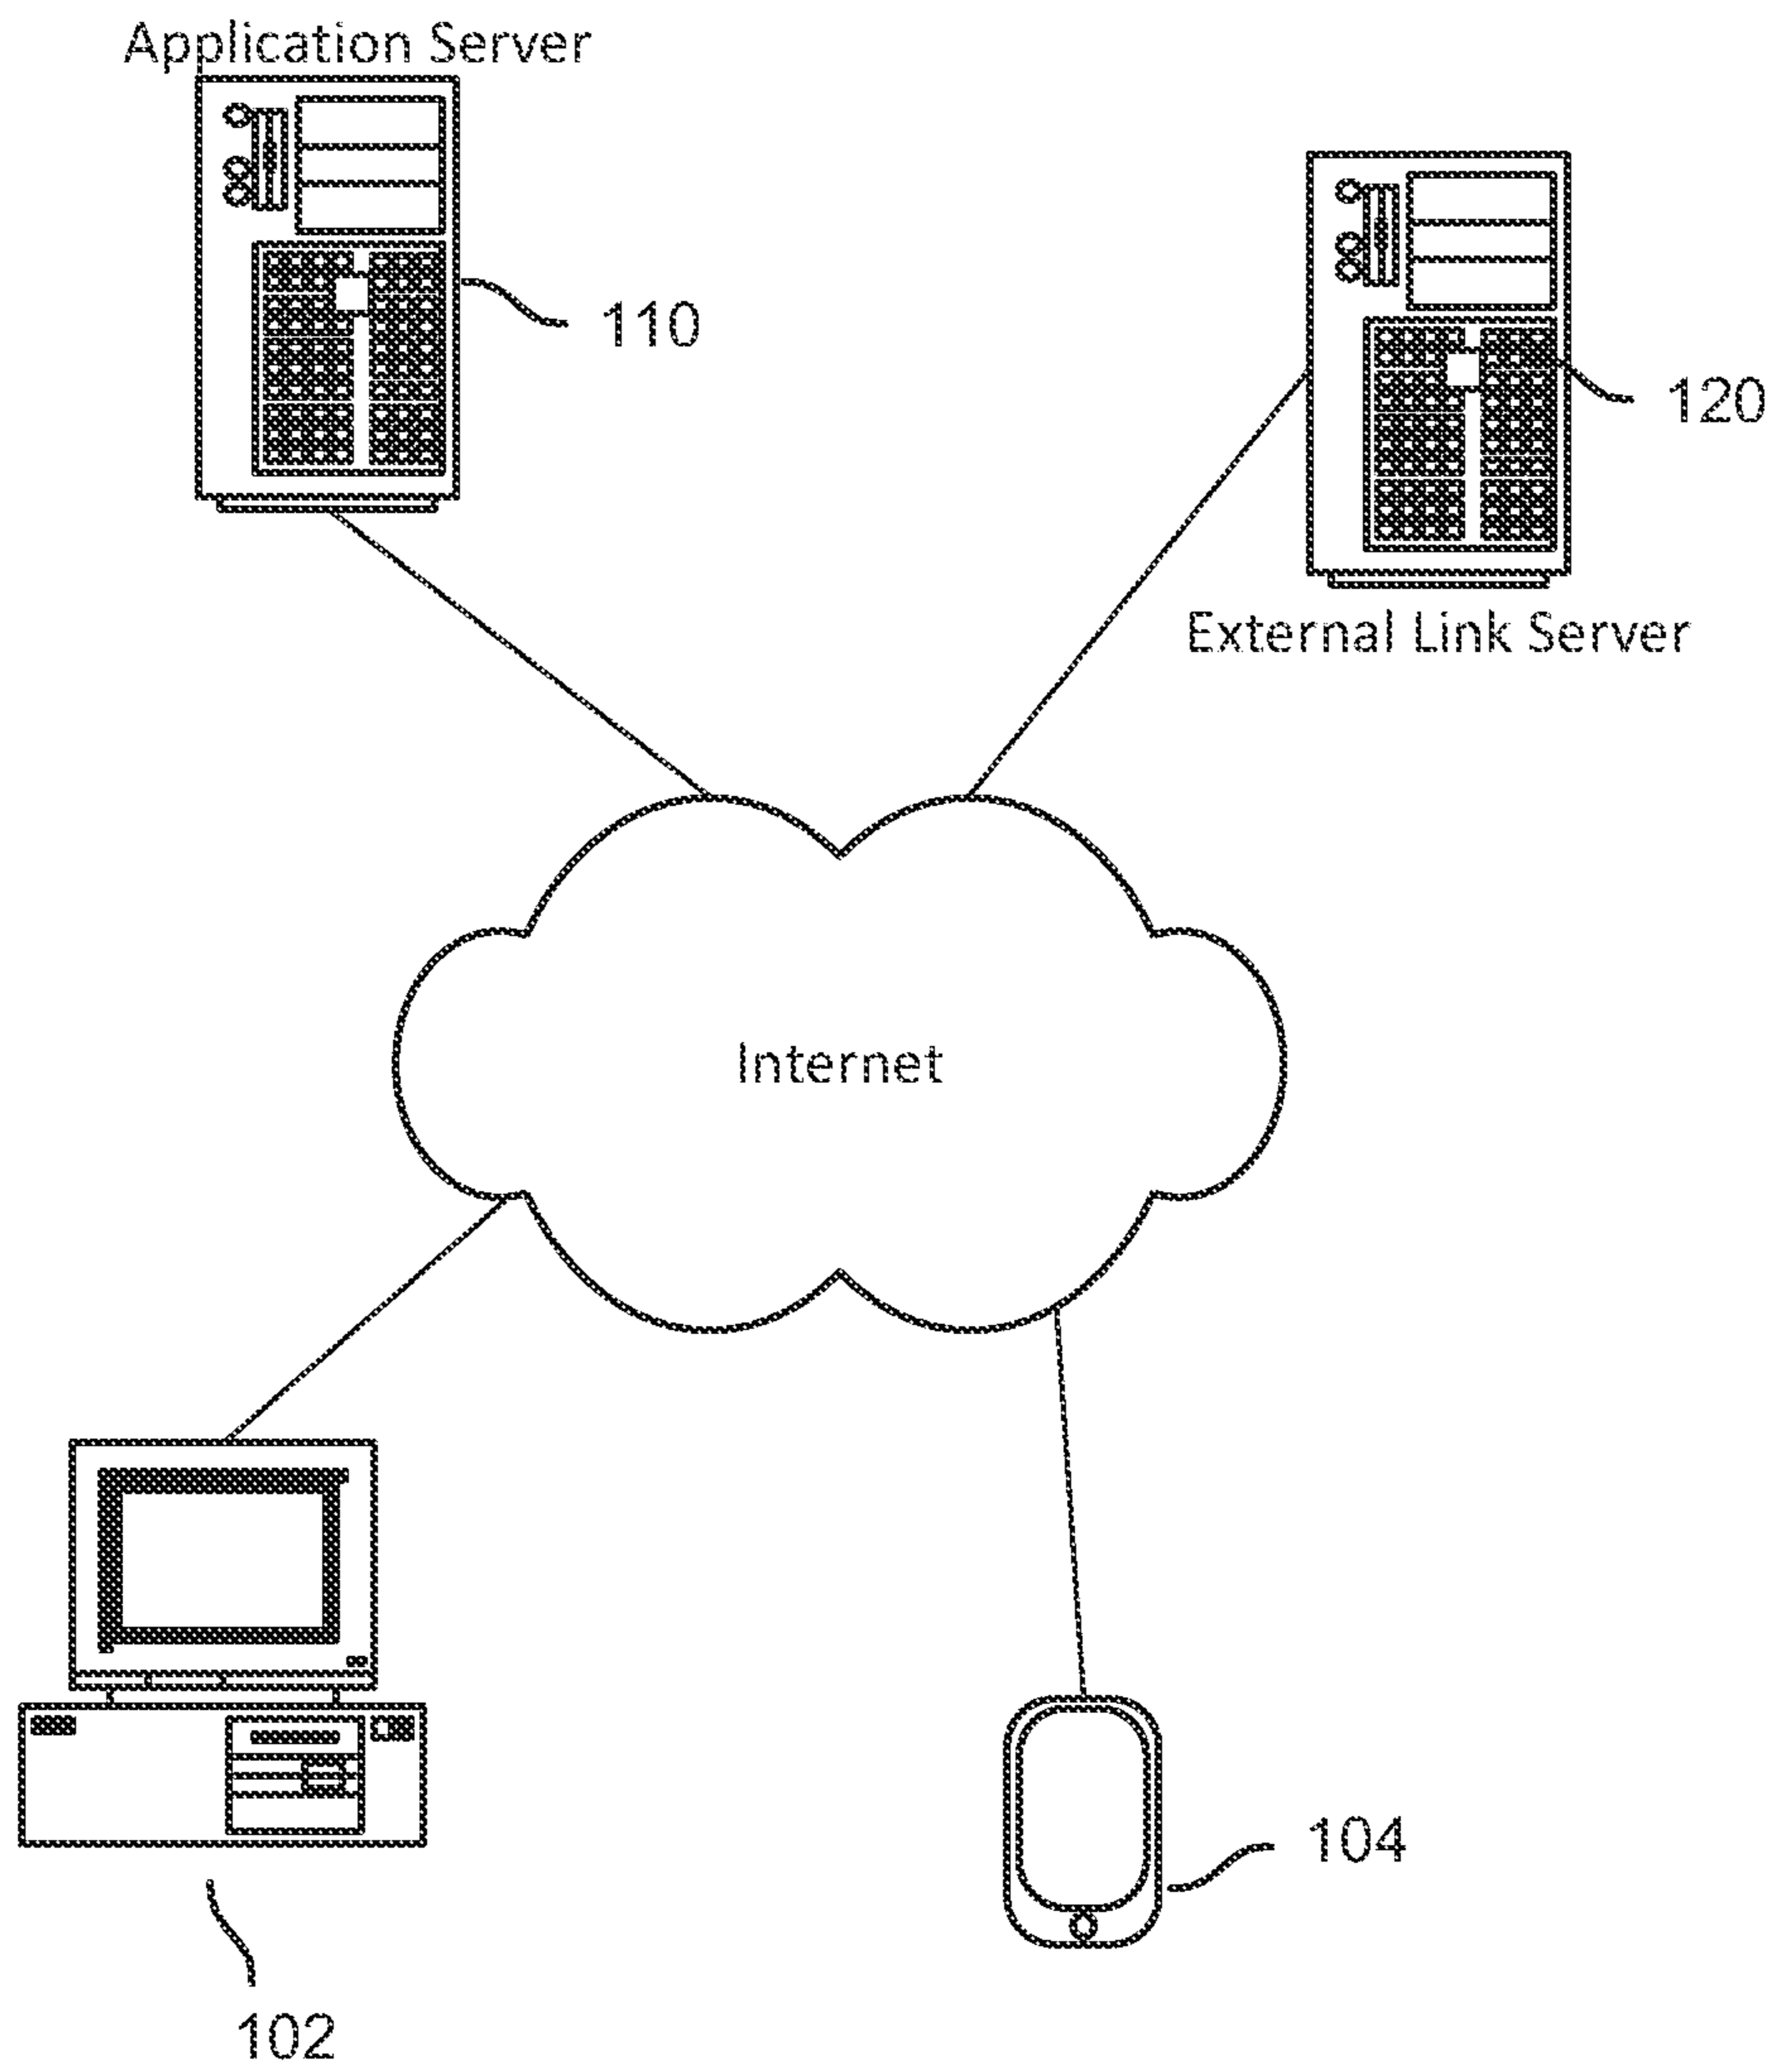 Application Server
110
120
External Link Server
Internet
104
102